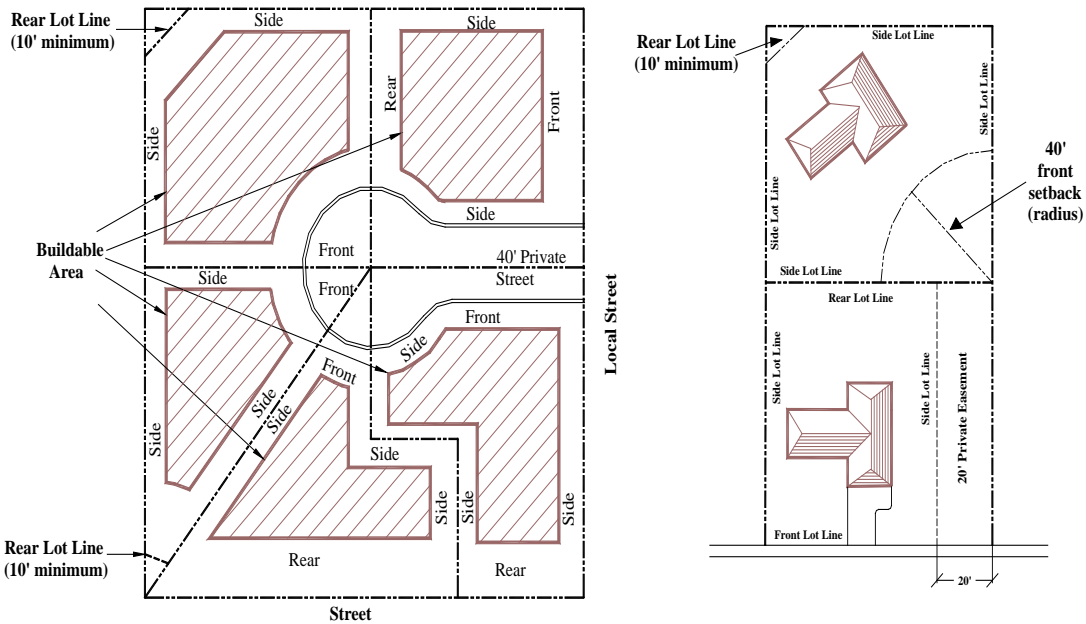 Rear Lot Line
(10' minimum)
Side
Side
Rear
Front
Side
Side
Buildable
Area
Front
40' Private
Side
Front
Street
Front
Side
Front
Side
Side
Side
Side
Side
Side
Side
Rear Lot Line
(10' minimum)
Rear
Rear
Street
Local Street
Rear Lot Line
(10' minimum)
Side Lot Line
Side Lot Line
Side Lot Line
40'
front
setback
(radius)
Side Lot Line
Rear Lot Line
Side Lot Line
Side Lot Line
20' Private Easement
Front Lot Line
20'